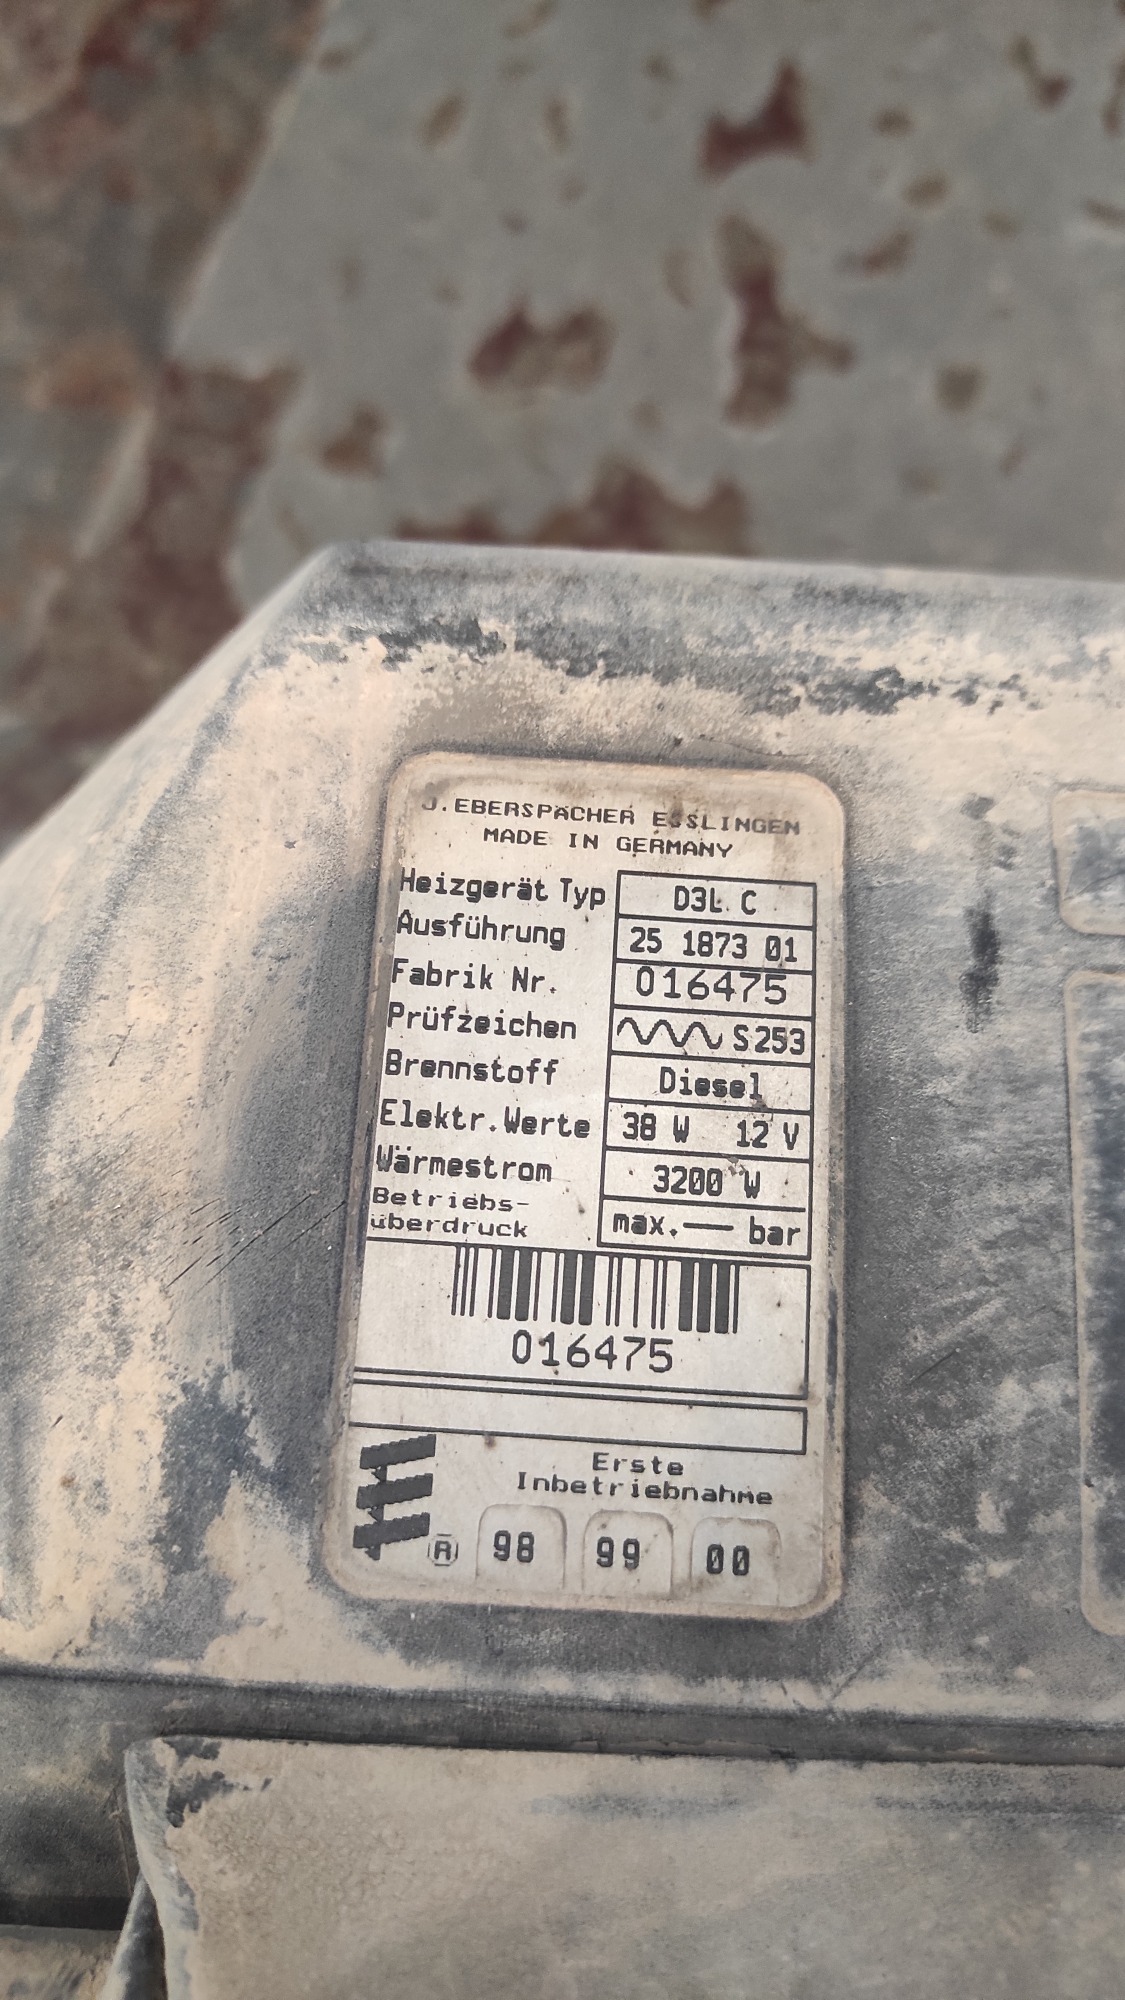 J.EBERSPÄCHER ESSLINGEN
MADE IN GERMANY
Heizgerät Typ D3L C
Ausführung 25 1873 01
Fabrik Nr. 016475
Prüfzeichen S253
Brennstoff Diesel
Elektr.Werte 38 W 12 V
Wärmestrom 3200 W
Betriebs-
überdruck max.— bar
016475
Erste
Inbetriebnahme
® 98 99 00